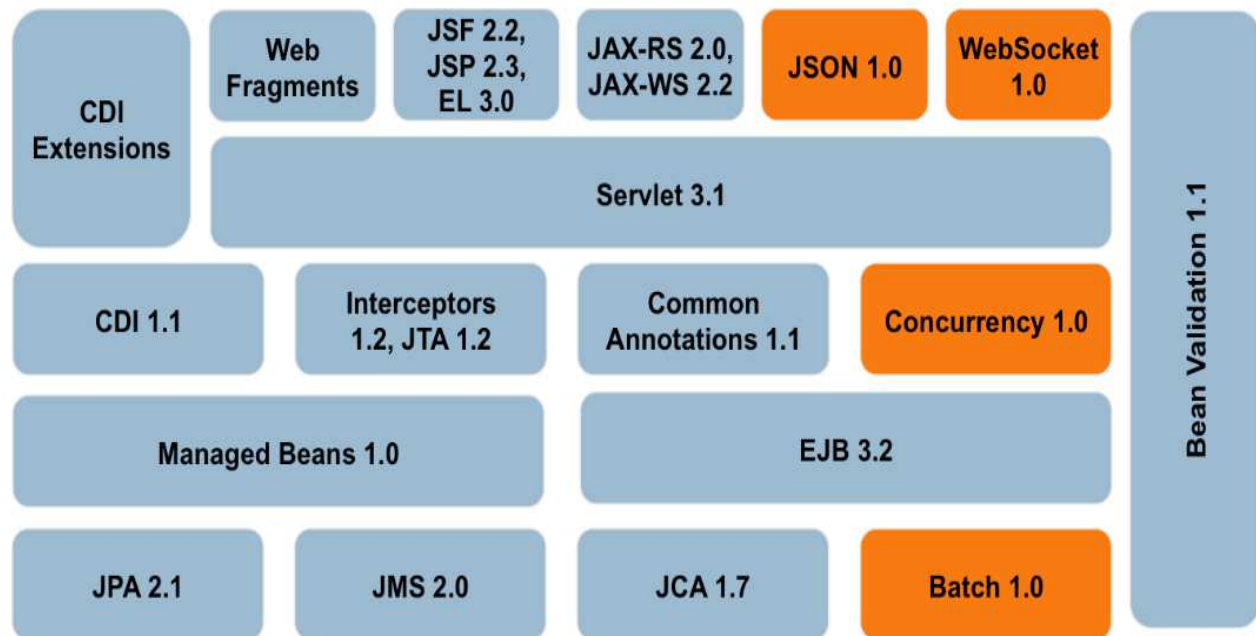 CDI
Extensions
Web
Fragments
JSF 2.2,
JSP 2.3,
EL 3.0
JAX-RS 2.0,
JAX-WS 2.2
JSON 1.0
WebSocket
1.0
Servlet 3.1
CDI 1.1
Interceptors
1.2, JTA 1.2
Common
Annotations 1.1
Concurrency 1.0
Managed Beans 1.0
EJB 3.2
JPA 2.1
JMS 2.0
JCA 1.7
Batch 1.0
Bean Validation 1.1